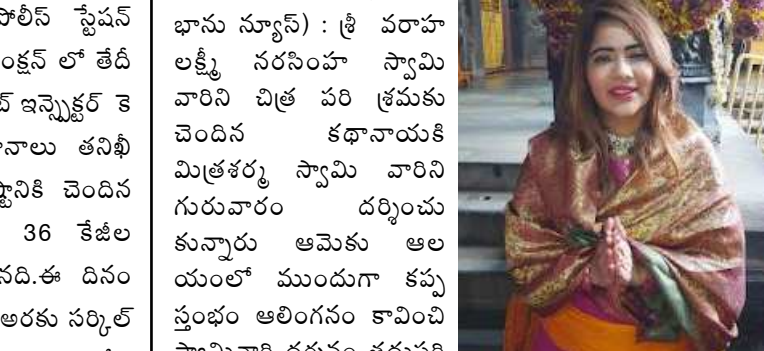 పోలీస్ స్టేషన్
లో తేదీ
ఇన్స్పెక్టర్ కె
తనిఖీ
చెందిన
36 కేజీల
ఈ దినం
అరకు సర్కిల్
భాను న్యూస్) : శ్రీ వరాహ
లక్ష్మీ నరసింహ స్వామి
వారిని చిత్ర పరి శ్రమకు
చెందిన కథానాయకి
మిత్రశర్మ స్వామి వారిని
గురువారం దర్శించు
కున్నారు ఆమెకు ఆల
యంలో ముందుగా కప్ప
స్తంభం ఆలింగనం కావించి